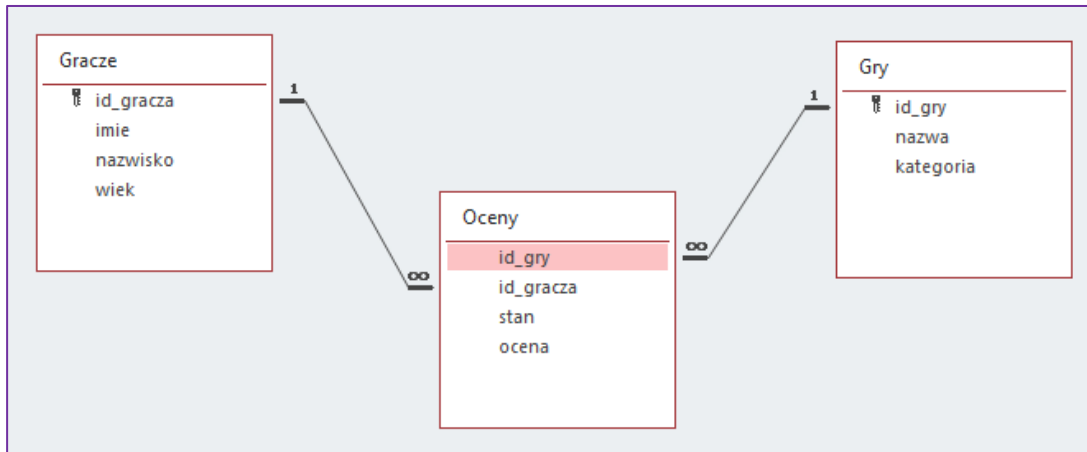 Gracze
id_gracza
imie
nazwisko
wiek
1
∞
Oceny
id_gry
id_gracza
stan
ocena
∞
1
Gry
id_gry
nazwa
kategoria